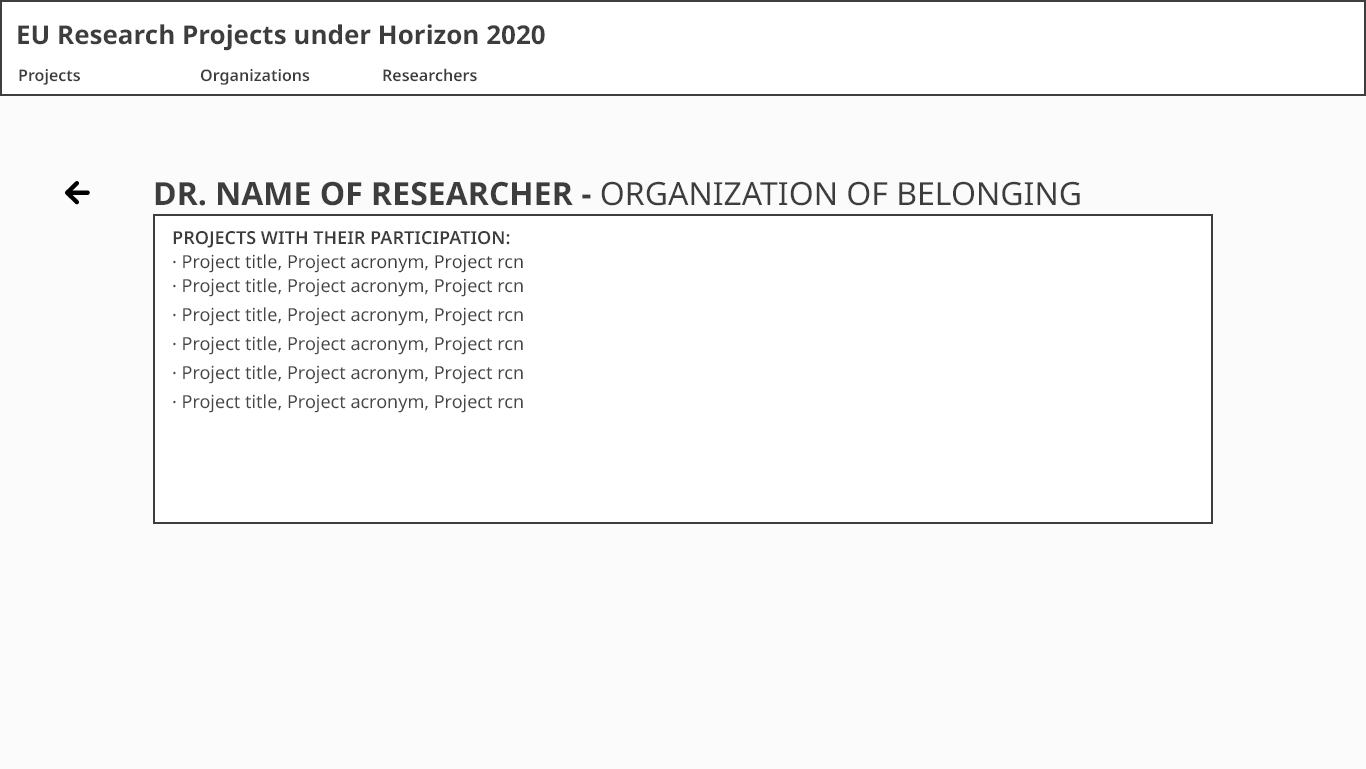 EU Research Projects under Horizon 2020
Projects Organizations Researchers
DR. NAME OF RESEARCHER - ORGANIZATION OF BELONGING
PROJECTS WITH THEIR PARTICIPATION:
· Project title, Project acronym, Project rcn
· Project title, Project acronym, Project rcn
· Project title, Project acronym, Project rcn
· Project title, Project acronym, Project rcn
· Project title, Project acronym, Project rcn
· Project title, Project acronym, Project rcn